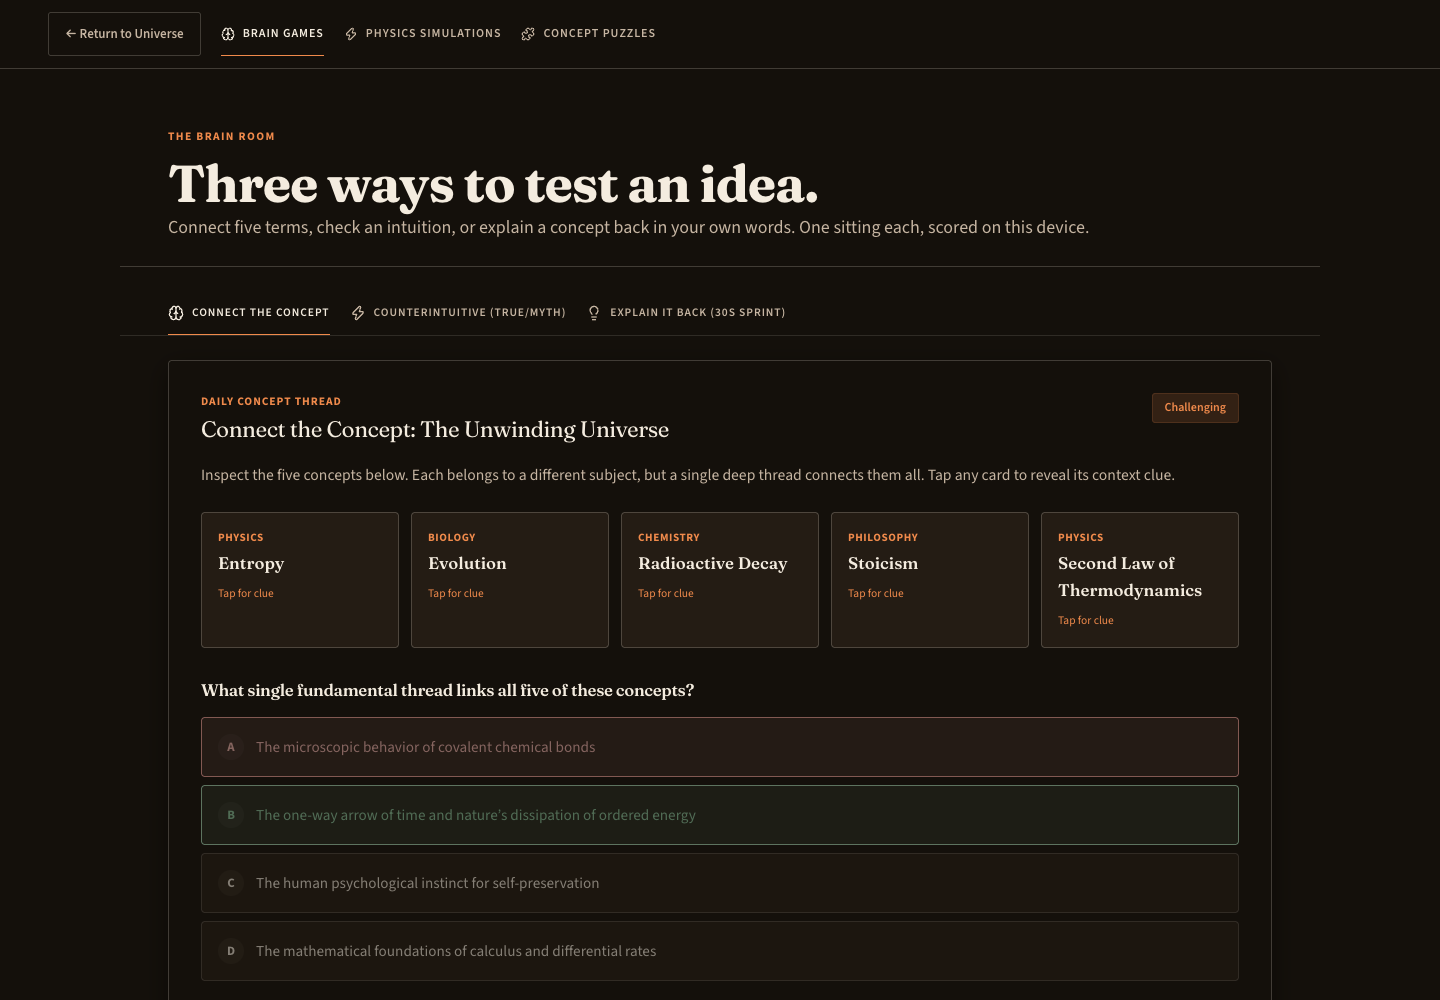 ← Return to Universe
BRAIN GAMES
PHYSICS SIMULATIONS
CONCEPT PUZZLES
THE BRAIN ROOM
Three ways to test an idea.
Connect five terms, check an intuition, or explain a concept back in your own words. One sitting each, scored on this device.
CONNECT THE CONCEPT
COUNTERINTUITIVE (TRUE/MYTH)
EXPLAIN IT BACK (30S SPRINT)
DAILY CONCEPT THREAD
Challenging
Connect the Concept: The Unwinding Universe
Inspect the five concepts below. Each belongs to a different subject, but a single deep thread connects them all. Tap any card to reveal its context clue.
PHYSICS
Entropy
Tap for clue
BIOLOGY
Evolution
Tap for clue
CHEMISTRY
Radioactive Decay
Tap for clue
PHILOSOPHY
Stoicism
Tap for clue
PHYSICS
Second Law of
Thermodynamics
Tap for clue
What single fundamental thread links all five of these concepts?
A The microscopic behavior of covalent chemical bonds
B The one-way arrow of time and nature's dissipation of ordered energy
C The human psychological instinct for self-preservation
D The mathematical foundations of calculus and differential rates